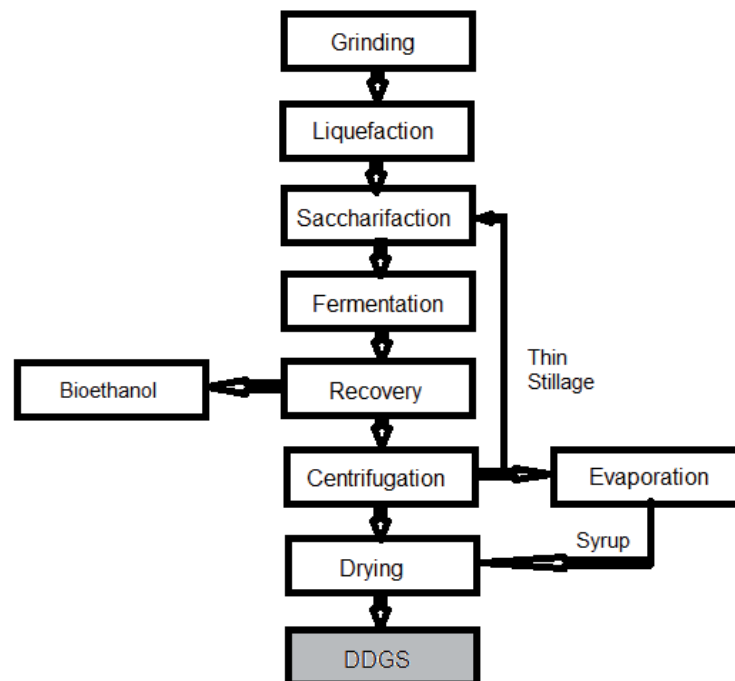 Grinding
Liquefaction
Saccharifaction
Fermentation
Thin
Stillage
Bioethanol
Recovery
Centrifugation
Evaporation
Syrup
Drying
DDGS